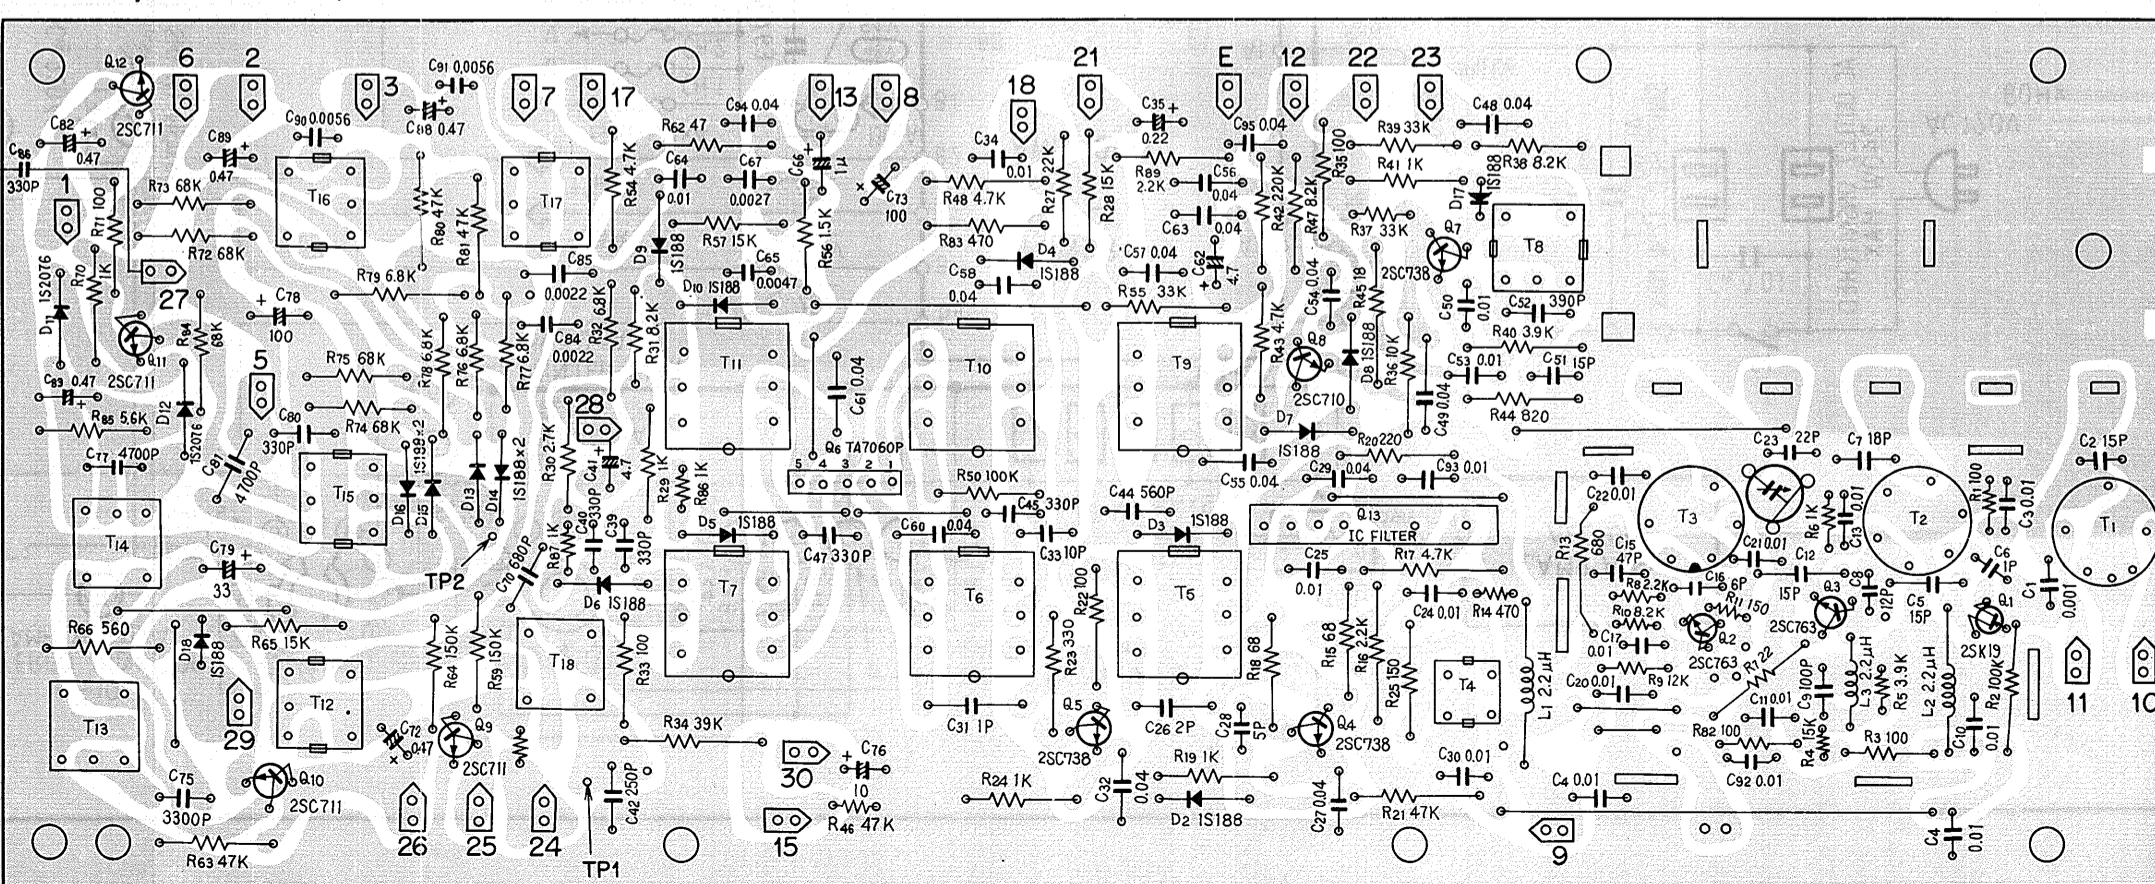 Q12
6
2
3
C91 0.0056
7
17
C94 0.04
13
8
18
21
E
12
22
23
C82
0.47
2SC711
C89
0.47
C90 0.0056
C88 0.47
R62 47
C66
1µ
C34
0.01
C35
0.22
C95 0.04
R35 100
R39 33K
C48 0.04
C86
330P
1
R71 100
R73 68K
T16
R80 47K
R81 47K
T17
R54 4.7K
C64
0.01
C67
0.0027
C73
100
R48 4.7K
R27 22K
R28 15K
R89
2.2K
C56
0.04
R42 220K
R47 8.2K
R41 1K
D17
1S188
R38 8.2K
R72 68K
R57 15K
R56 1.5K
R83 470
C63
0.04
R37 33K
Q7
2SC738
T8
D11 1S2076
R70
1K
27
R79 6.8K
C85
0.0022
D9
1S188
C65
0.0047
D10 1S188
D4
1S188
C58
0.04
C57 0.04
C62
4.7
C54 0.04
R45 18
C50
0.01
C52
390P
Q11
2SC711
R84
68K
C78
100
C84
0.0022
R32 6.8K
R31 8.2K
R55 33K
R43 4.7K
Q8
2SC710
D8 1S188
R36 10K
R40 3.9K
C83 0.47
D12
1S2076
5
R75 68K
R78 6.8K
R76 6.8K
R77 6.8K
T11
C61 0.04
T10
T9
C53 0.01
C51 15P
C49 0.04
R85 5.6K
C77
4700P
C81
4700P
C80
330P
R74 68K
1S188×2
28
R30 2.7K
C41
4.7
R29 1K
R86 1K
Q6 TA7060P
5 4 3 2 1
D7
1S188
R20 220
R44 820
C23
22P
C7 18P
C2 15P
T14
T15
D16
D15
D13
D14
1S188×2
R50 100K
C45
330P
C44 560P
C55 0.04
C29
0.04
C93 0.01
C22 0.01
T3
R6 1K
C13
0.01
T2
R1 100
C3 0.01
T1
C79
33
TP2
C70 680P
R87 1K
C40
330P
C39
330P
D5
1S188
C47 330P
C60
0.04
C33 10P
D3
1S188
Q13
IC FILTER
R13
680
C15
47P
C21 0.01
C12
15P
C6
1P
C1
0.001
D6 1S188
T7
T6
R22 100
T5
C25
0.01
R17 4.7K
C24 0.01
R14 470
R8 2.2K
C16
6P
R11 150
R10 8.2K
Q2
2SC763
Q3
2SC763
C8
12P
C5
15P
Q1
2SK19
R66 560
D18
1S188
R65 15K
R64 150K
R59 150K
T18
R33 100
R23 330
R18 68
R15 68
R16 2.2K
R25 150
T4
L1 2.2µH
C17
0.01
R9 12K
C20 0.01
R7 22
C9 100P
L3 2.2µH
R5 3.9K
L2 2.2µH
R2 100K
11
10
T13
29
T12
C72
0.47
Q9
2SC711
R34 39K
C31 1P
Q5
2SC738
C26 2P
C28
5P
Q4
2SC738
C11 0.01
R82 100
C92 0.01
R4 15K
R3 100
C10
0.01
C75
3300P
Q10
2SC711
30
C76
10
R46 47K
R24 1K
C32
0.04
R19 1K
D2 1S188
C27 0.04
C30 0.01
R21 47K
C4 0.01
R63 47K
26
25
24
TP1
C42 250P
15
9
C4
0.01